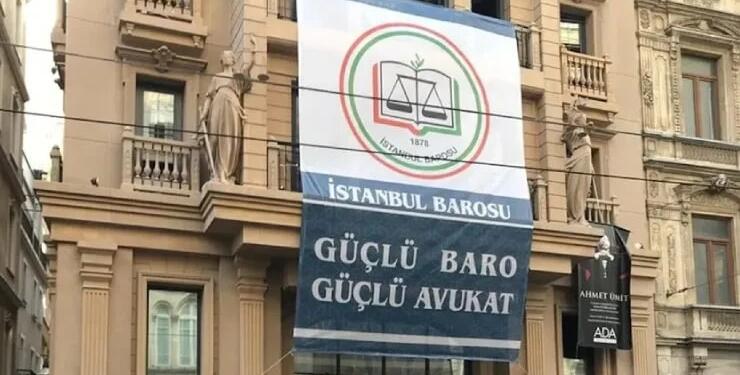 1878
İSTANBUL BAROSU
İSTANBUL BAROSU
GÜÇLÜ BARO
GÜÇLÜ AVUKAT
AHMET ÜNET
ADA